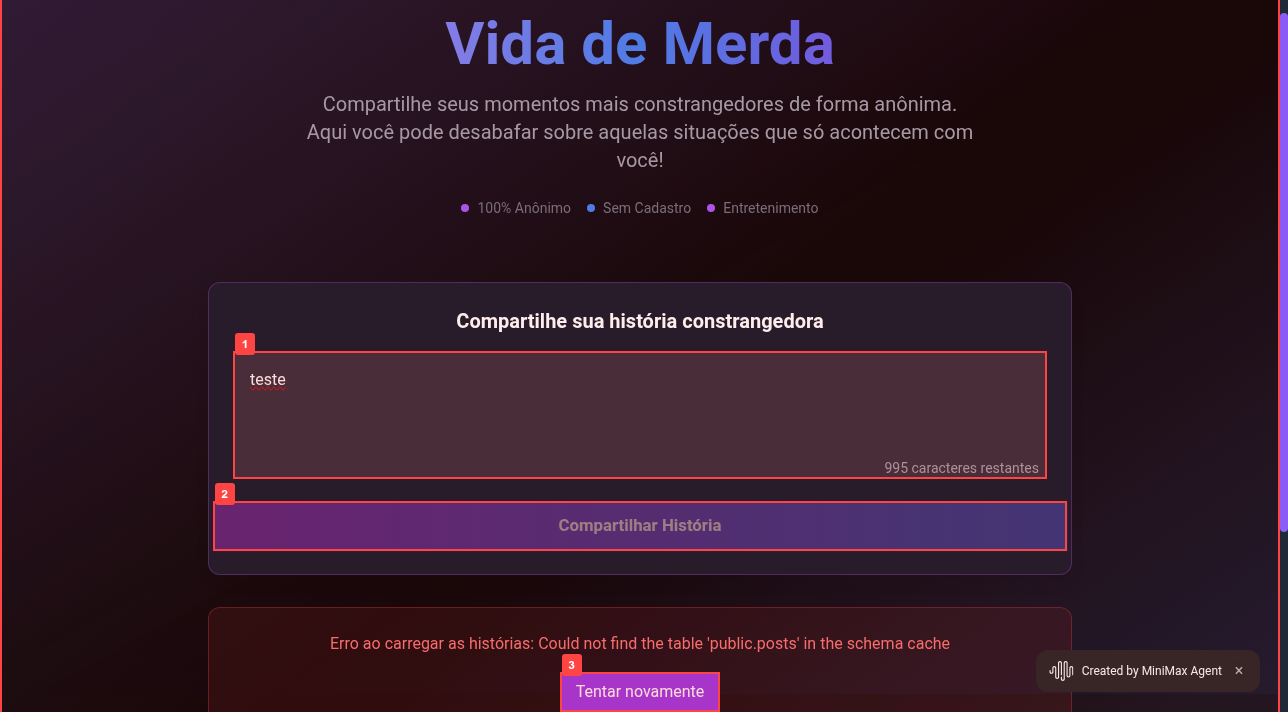 Vida de Merda
Compartilhe seus momentos mais constrangedores de forma anônima.
Aqui você pode desabafar sobre aquelas situações que só acontecem com
você!
100% Anônimo
Sem Cadastro
Entretenimento
Compartilhe sua história constrangedora
1
teste
995 caracteres restantes
2
Compartilhar História
Erro ao carregar as histórias: Could not find the table 'public.posts' in the schema cache
3
Tentar novamente
Created by MiniMax Agent ×